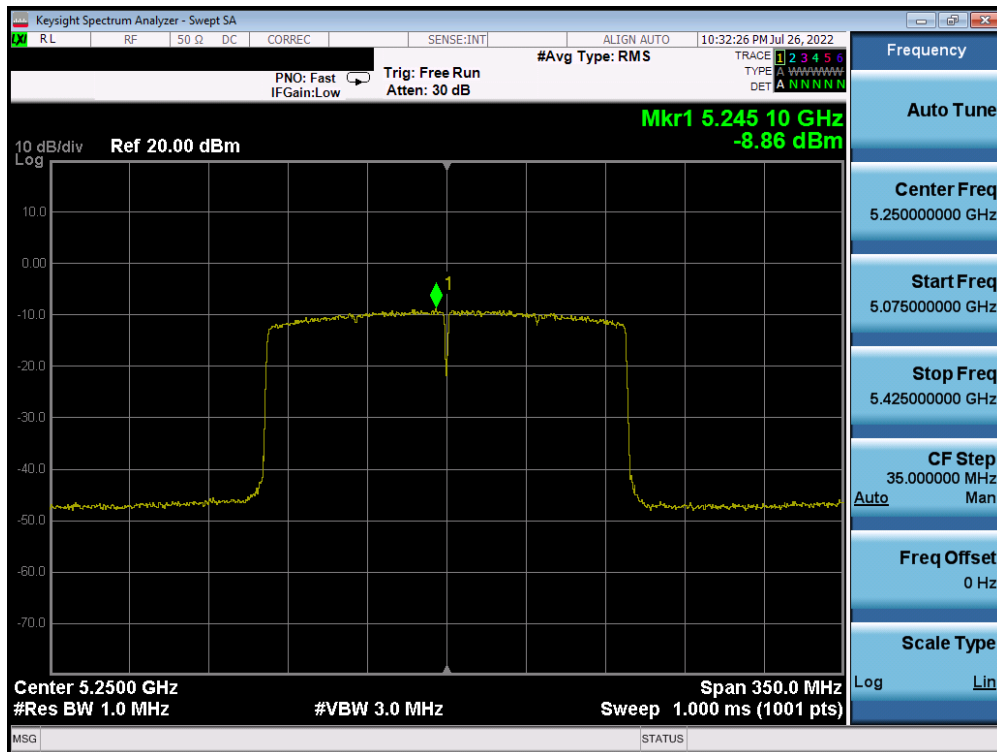 Keysight Spectrum Analyzer - Swept SA
LXI RL RF 50 Ω DC CORREC SENSE:INT ALIGN AUTO 10:32:26 PM Jul 26, 2022
Frequency
#Avg Type: RMS
TRACE 1 2 3 4 5 6
PNO: Fast Trig: Free Run TYPE A WWWWW
IFGain:Low Atten: 30 dB DET A N N N N N
Auto Tune
Mkr1 5.245 10 GHz
-8.86 dBm
10 dB/div Ref 20.00 dBm
Log
Center Freq
5.250000000 GHz
10.0
0.00
1
Start Freq
5.075000000 GHz
-10.0
-20.0
Stop Freq
5.425000000 GHz
-30.0
-40.0
CF Step
35.000000 MHz
Auto Man
-50.0
-60.0
Freq Offset
0 Hz
-70.0
Scale Type
Log Lin
Center 5.2500 GHz Span 350.0 MHz
#Res BW 1.0 MHz #VBW 3.0 MHz Sweep 1.000 ms (1001 pts)
MSG STATUS